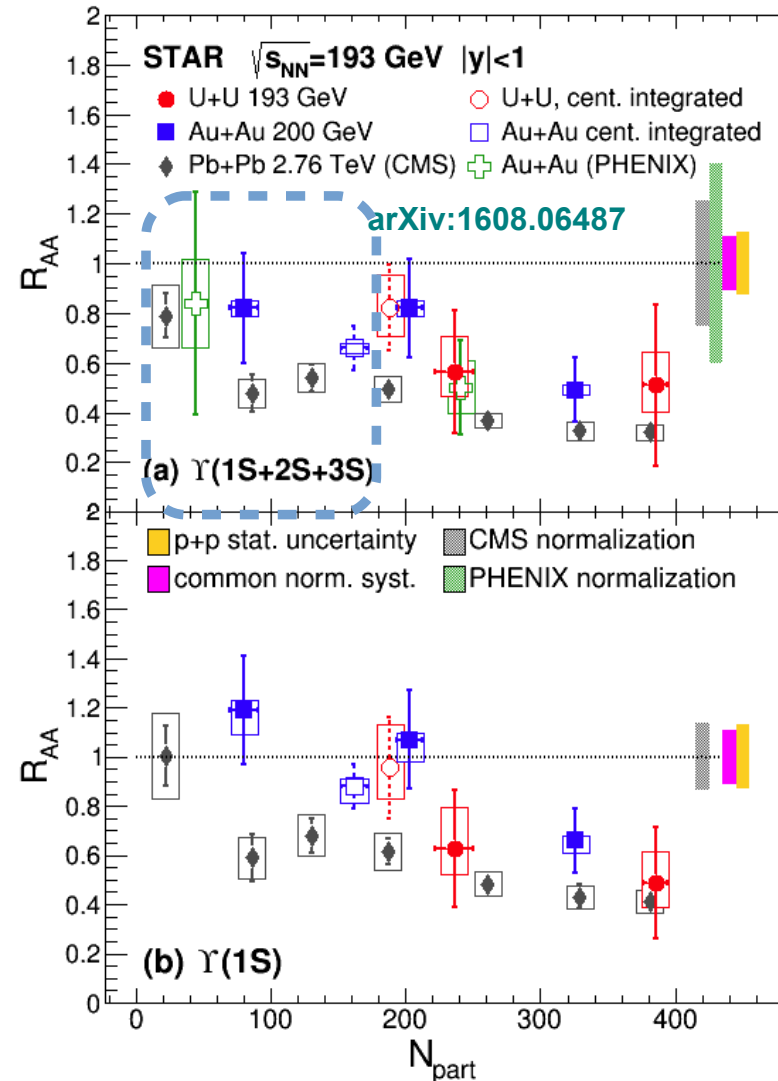 STAR √s_NN=193 GeV |y|<1
U+U 193 GeV
U+U, cent. integrated
Au+Au 200 GeV
Au+Au cent. integrated
Pb+Pb 2.76 TeV (CMS)
Au+Au (PHENIX)
arXiv:1608.06487
R_AA
2
1.8
1.6
1.4
1.2
1
0.8
0.6
0.4
0.2
(a) ϒ(1S+2S+3S)
p+p stat. uncertainty
CMS normalization
common norm. syst.
PHENIX normalization
R_AA
2
1.8
1.6
1.4
1.2
1
0.8
0.6
0.4
0.2
0
(b) ϒ(1S)
0 100 200 300 400
N_part